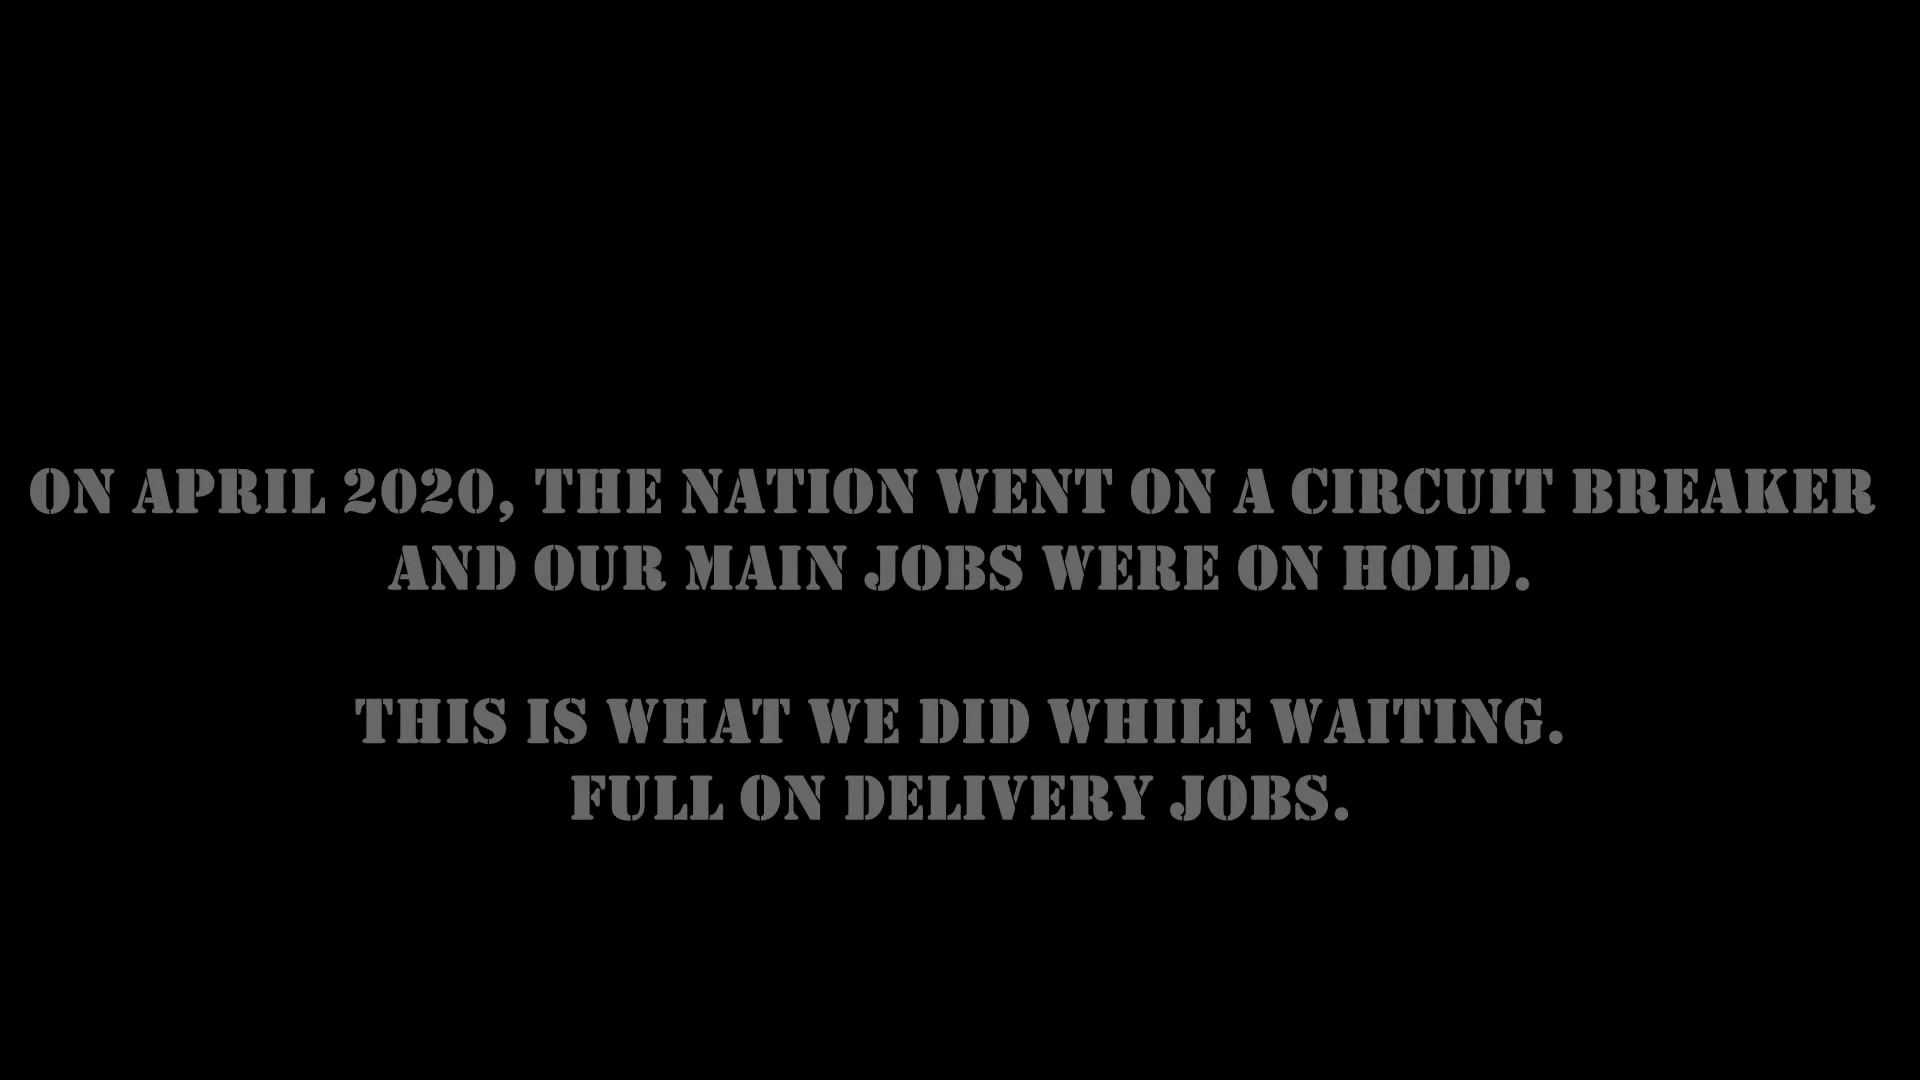 ON APRIL 2020, THE NATION WENT ON A CIRCUIT BREAKER
AND OUR MAIN JOBS WERE ON HOLD.
THIS IS WHAT WE DID WHILE WAITING.
FULL ON DELIVERY JOBS.